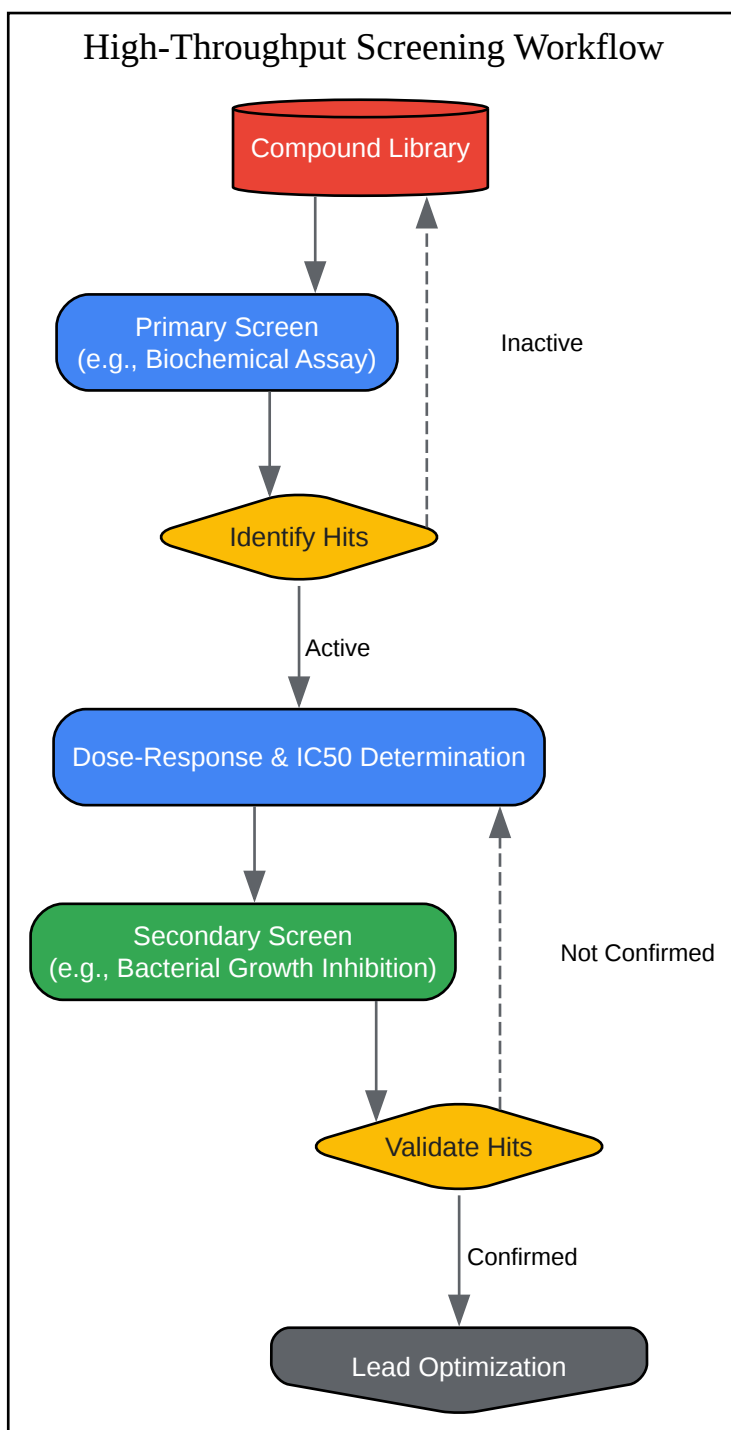 High-Throughput Screening Workflow
Compound Library
Primary Screen
(e.g., Biochemical Assay)
Inactive
Identify Hits
Active
Dose-Response & IC50 Determination
Secondary Screen
(e.g., Bacterial Growth Inhibition)
Not Confirmed
Validate Hits
Confirmed
Lead Optimization